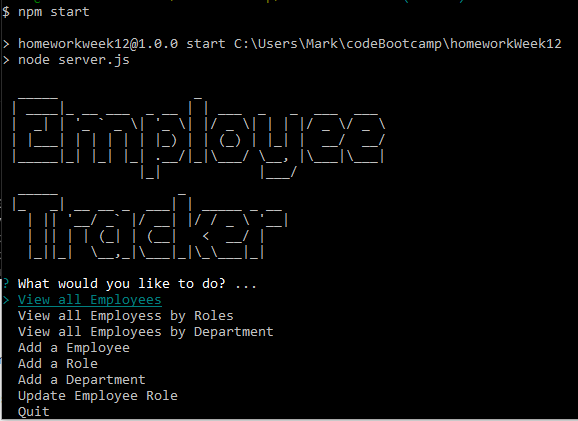 $ npm start
> homeworkweek12@1.0.0 start C:\Users\Mark\codeBootcamp\homeworkWeek12
> node server.js
Employee
Tracker
? What would you like to do? ...
> View all Employees
View all Employess by Roles
View all Employees by Department
Add a Employee
Add a Role
Add a Department
Update Employee Role
Quit